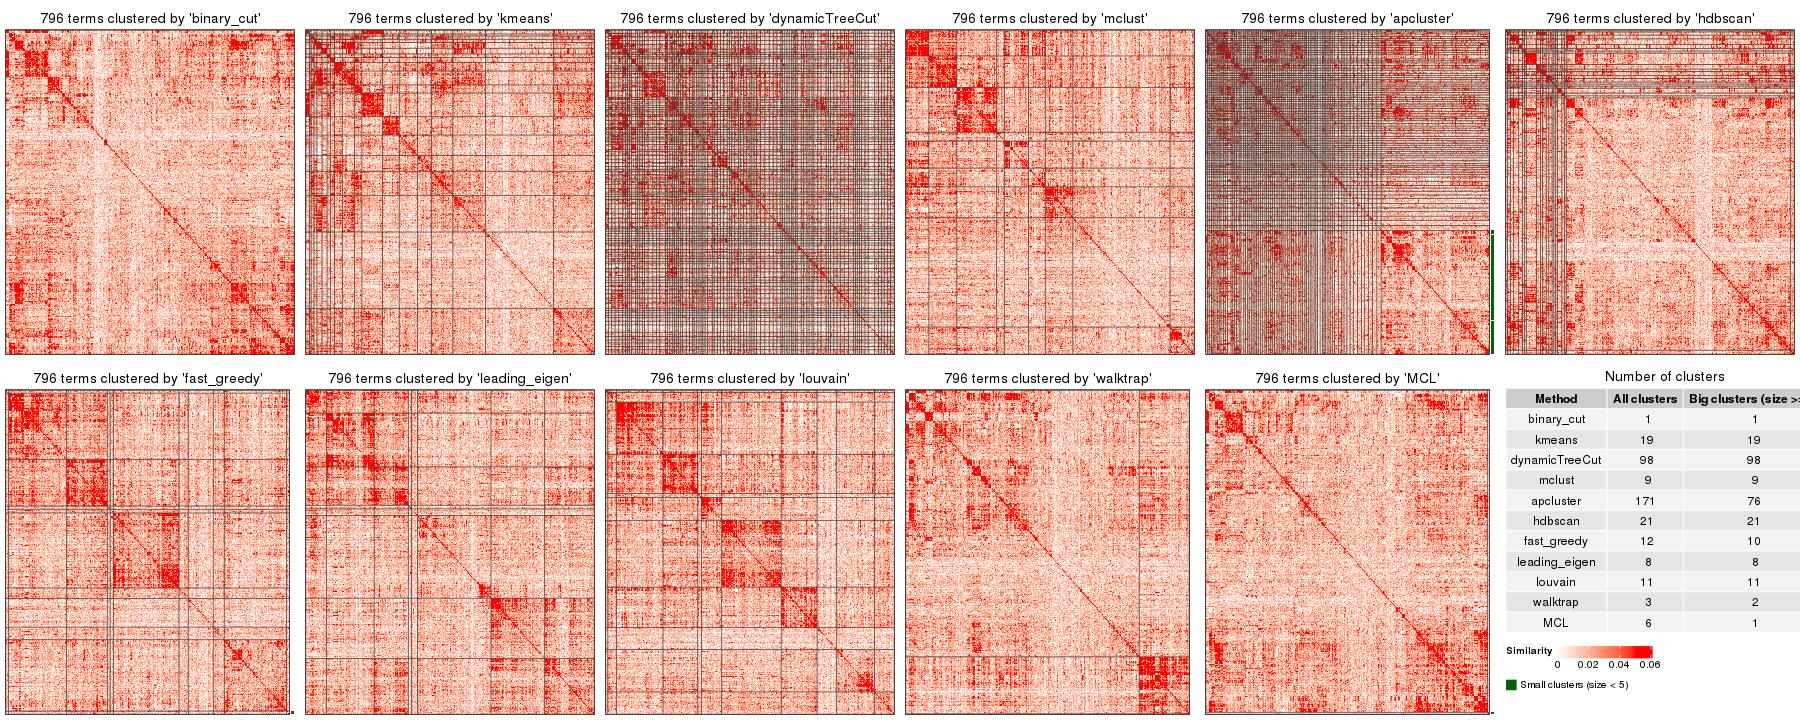 796 terms clustered by 'binary_cut'
796 terms clustered by 'kmeans'
796 terms clustered by 'dynamicTreeCut'
796 terms clustered by 'mclust'
796 terms clustered by 'apcluster'
796 terms clustered by 'hdbscan'
796 terms clustered by 'fast_greedy'
796 terms clustered by 'leading_eigen'
796 terms clustered by 'louvain'
796 terms clustered by 'walktrap'
796 terms clustered by 'MCL'
Number of clusters
Method All clusters Big clusters (size >
binary_cut 1 1
kmeans 19 19
dynamicTreeCut 98 98
mclust 9 9
apcluster 171 76
hdbscan 21 21
fast_greedy 12 10
leading_eigen 8 8
louvain 11 11
walktrap 3 2
MCL 6 1
Similarity
0 0.02 0.04 0.06
Small clusters (size < 5)